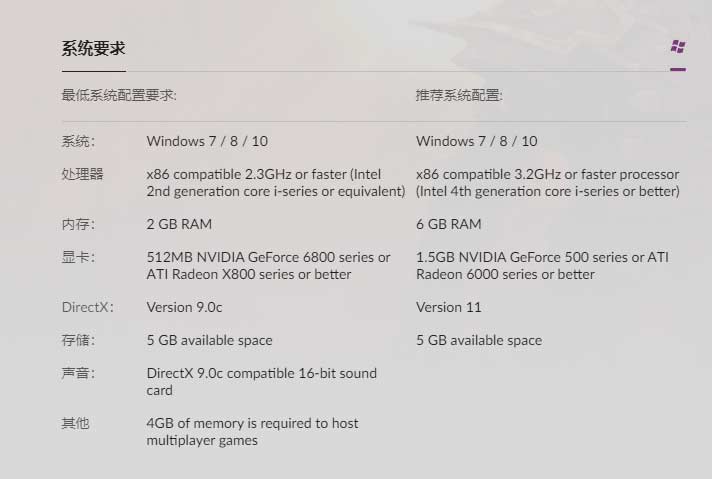 系统要求
最低系统配置要求: 推荐系统配置:
系统： Windows 7 / 8 / 10 Windows 7 / 8 / 10
处理器 x86 compatible 2.3GHz or faster (Intel x86 compatible 3.2GHz or faster processor
2nd generation core i-series or equivalent) (Intel 4th generation core i-series or better)
内存： 2 GB RAM 6 GB RAM
显卡： 512MB NVIDIA GeForce 6800 series or 1.5GB NVIDIA GeForce 500 series or ATI
ATI Radeon X800 series or better Radeon 6000 series or better
DirectX： Version 9.0c Version 11
存储： 5 GB available space 5 GB available space
声音： DirectX 9.0c compatible 16-bit sound
card
其他 4GB of memory is required to host
multiplayer games